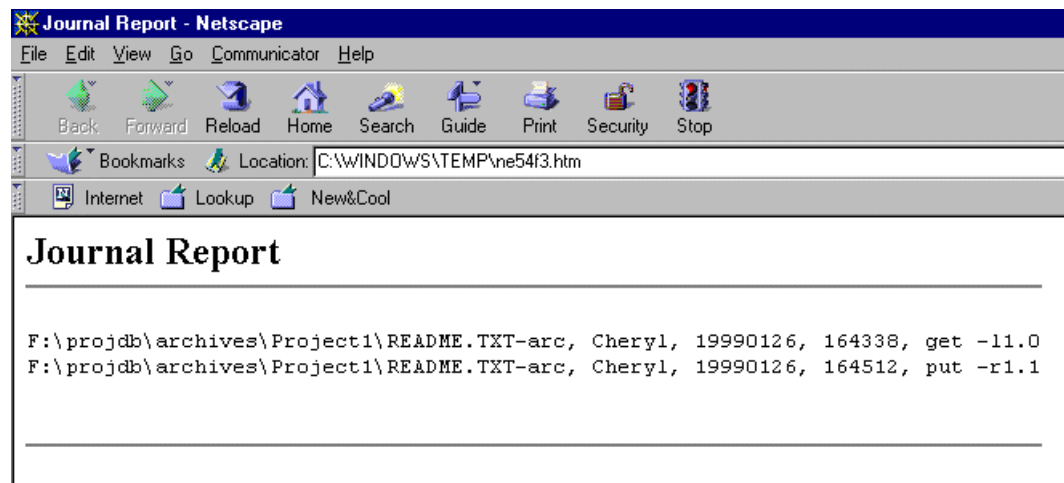 Journal Report - Netscape
File Edit View Go Communicator Help
Back Forward Reload Home Search Guide Print Security Stop
Bookmarks Location: C:\WINDOWS\TEMP\ne54f3.htm
Internet Lookup New&Cool
Journal Report
F:\projdb\archives\Project1\README.TXT-arc, Cheryl, 19990126, 164338, get -l1.0
F:\projdb\archives\Project1\README.TXT-arc, Cheryl, 19990126, 164512, put -r1.1